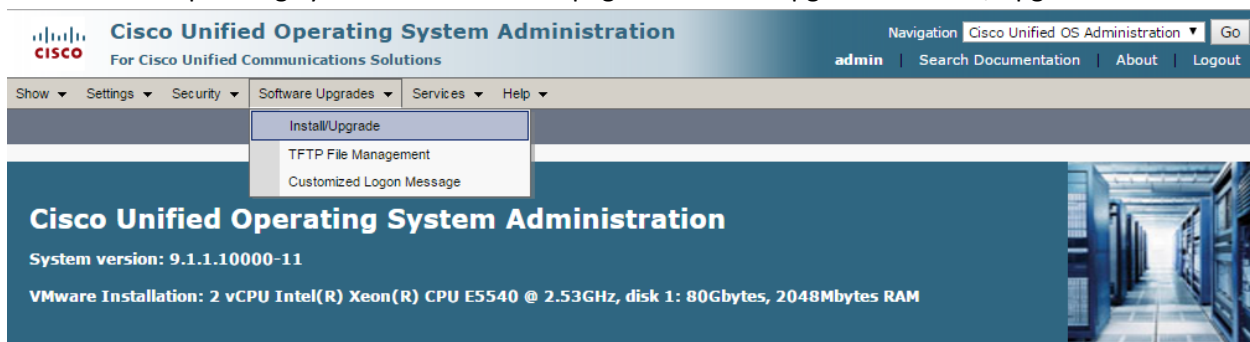 Cisco Unified Operating System Administration
Navigation Cisco Unified OS Administration ▼ Go
CISCO
For Cisco Unified Communications Solutions
admin | Search Documentation | About | Logout
Show ▼ Settings ▼ Security ▼ Software Upgrades ▼ Services ▼ Help ▼
Install/Upgrade
TFTP File Management
Customized Logon Message
Cisco Unified Operating System Administration
System version: 9.1.1.10000-11
VMware Installation: 2 vCPU Intel(R) Xeon(R) CPU E5540 @ 2.53GHz, disk 1: 80Gbytes, 2048Mbytes RAM